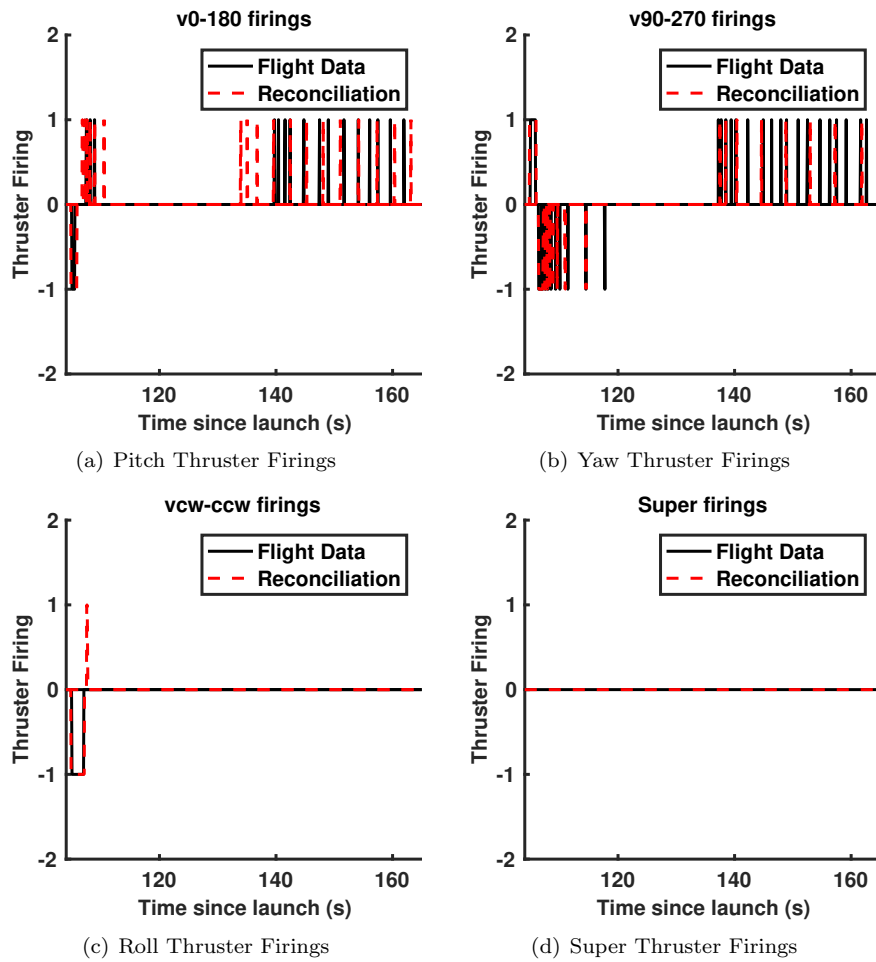 v0-180 firings
2
1
0
-1
-2
Thruster Firing
Flight Data
Reconciliation
120
140
160
Time since launch (s)
(a) Pitch Thruster Firings
v90-270 firings
2
1
0
-1
-2
Thruster Firing
Flight Data
Reconciliation
120
140
160
Time since launch (s)
(b) Yaw Thruster Firings
vcw-ccw firings
2
1
0
-1
-2
Thruster Firing
Flight Data
Reconciliation
120
140
160
Time since launch (s)
(c) Roll Thruster Firings
Super firings
2
1
0
-1
-2
Thruster Firing
Flight Data
Reconciliation
120
140
160
Time since launch (s)
(d) Super Thruster Firings